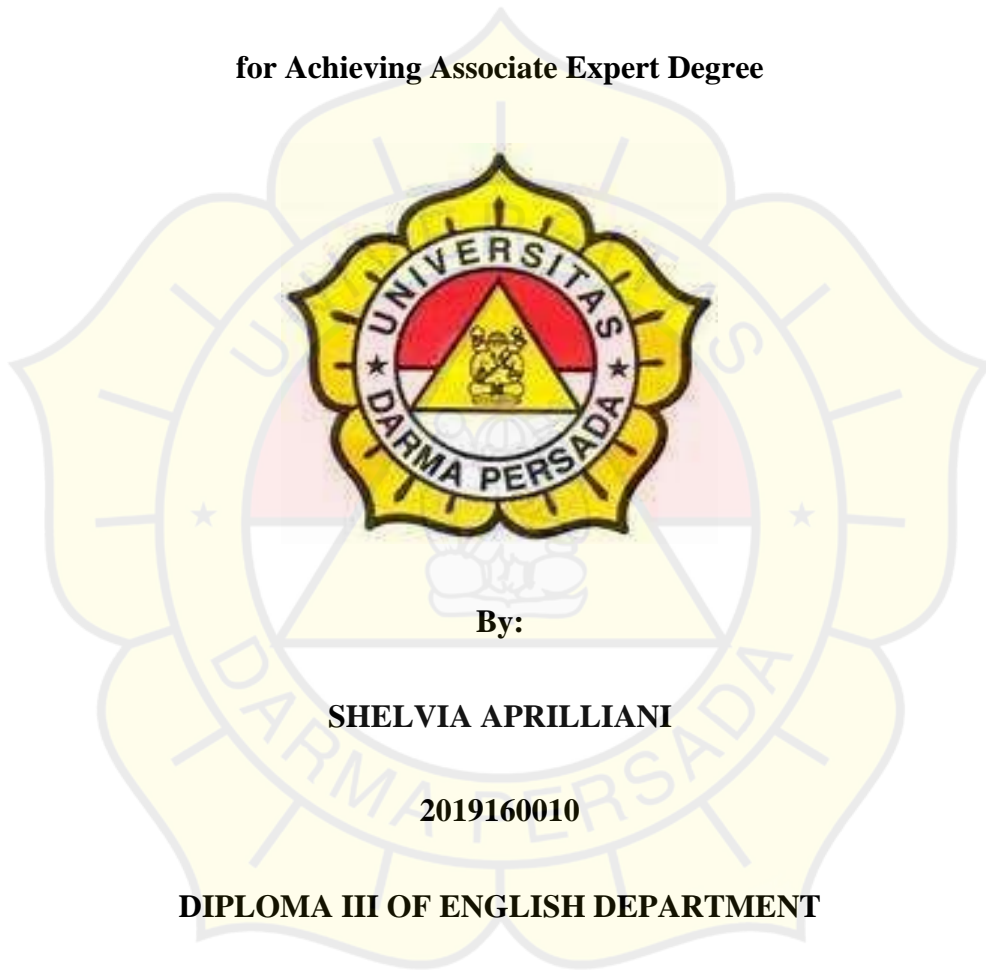 for Achieving Associate Expert Degree
UNIVERSITAS
★ DARMA PERSADA ★
By:
SHELVIA APRILLIANI
2019160010
DIPLOMA III OF ENGLISH DEPARTMENT